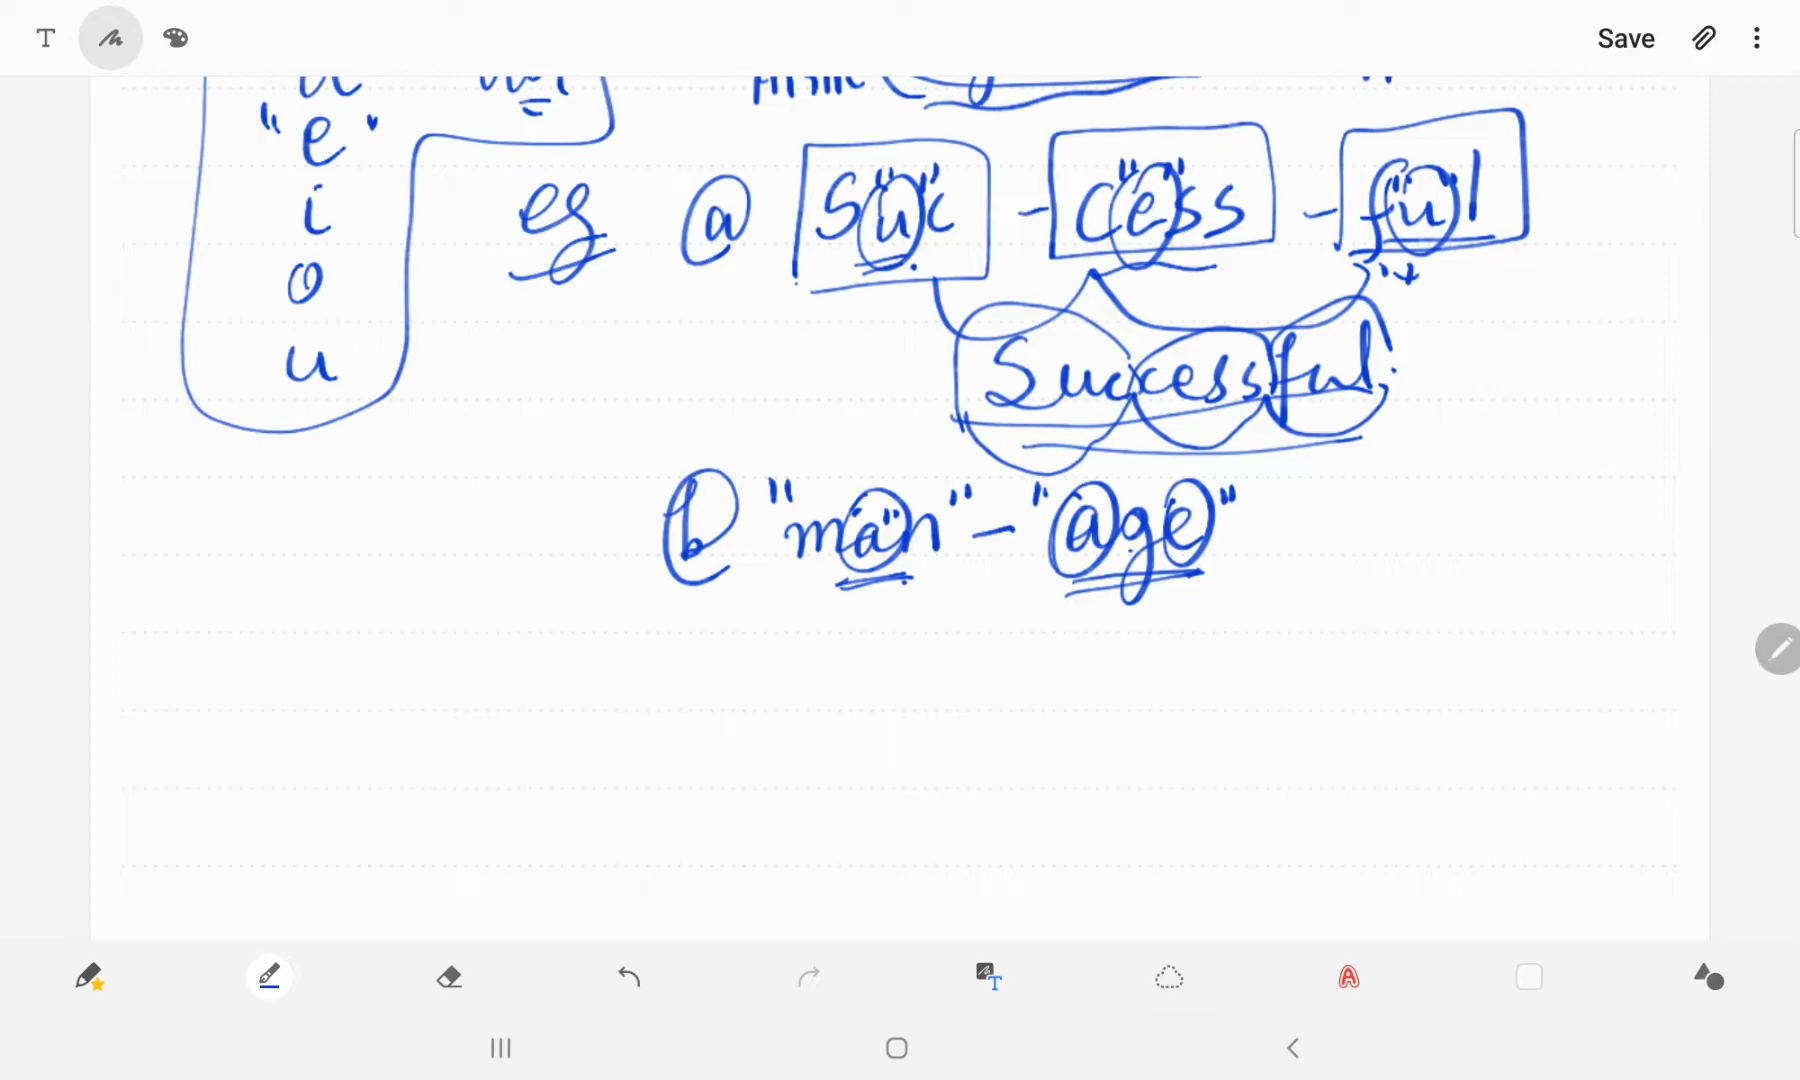 Save
"e"
i
o
u
eg (a) Suc - cess - ful
Successful;
(b) "man" - "age"